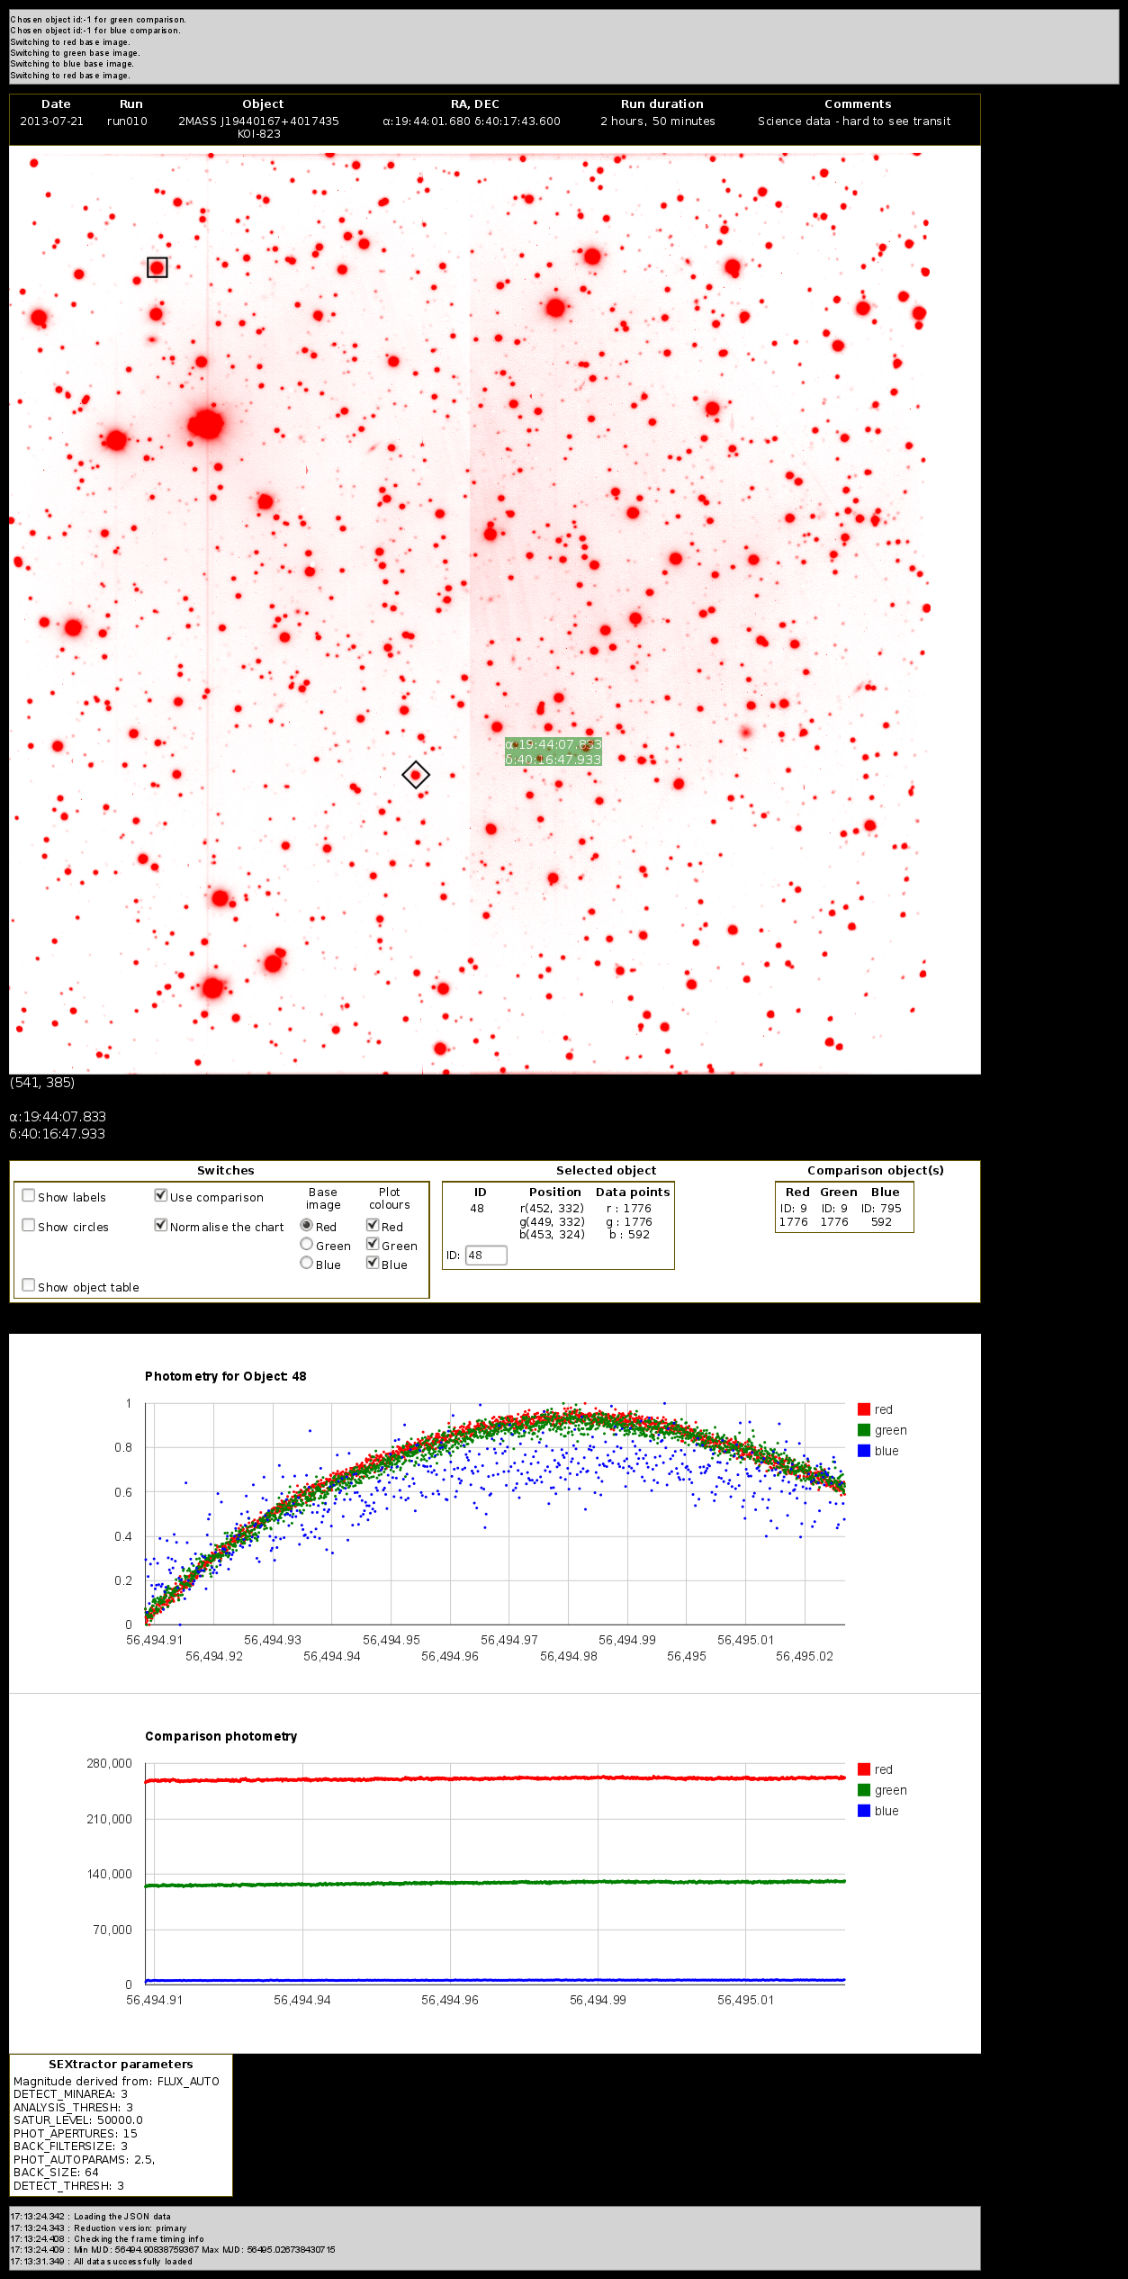 Chosen object id:-1 for green comparison.
Chosen object id:-1 for blue comparison.
Switching to red base image.
Switching to green base image.
Switching to blue base image.
Switching to red base image.
Date Run Object RA, DEC Run duration Comments
2013-07-21 run010 2MASS J19440167+4017435 α:19:44:01.680 δ:40:17:43.600 2 hours, 50 minutes Science data - hard to see transit
KOI-823
α:19:44:07.833
δ:40:16:47.933
(541, 385)
α:19:44:07.833
δ:40:16:47.933
Switches
Show labels Use comparison Base image Plot colours
Show circles Normalise the chart Red Red
Green Green
Blue Blue
Show object table
Selected object
ID Position Data points
48 r(452, 332) r : 1776
g(449, 332) g : 1776
b(453, 324) b : 592
ID: 48
Comparison object(s)
Red Green Blue
ID: 9 ID: 9 ID: 795
1776 1776 592
Photometry for Object: 48
1
0.8
0.6
0.4
0.2
0
56,494.91 56,494.93 56,494.95 56,494.97 56,494.99 56,495.01
56,494.92 56,494.94 56,494.96 56,494.98 56,495 56,495.02
red
green
blue
Comparison photometry
280,000
210,000
140,000
70,000
0
56,494.91 56,494.94 56,494.96 56,494.99 56,495.01
red
green
blue
SEXtractor parameters
Magnitude derived from: FLUX_AUTO
DETECT_MINAREA: 3
ANALYSIS_THRESH: 3
SATUR_LEVEL: 50000.0
PHOT_APERTURES: 15
BACK_FILTERSIZE: 3
PHOT_AUTOPARAMS: 2.5,
BACK_SIZE: 64
DETECT_THRESH: 3
17:13:24.342 : Loading the JSON data
17:13:24.343 : Reduction version: primary
17:13:24.408 : Checking the frame timing info
17:13:24.409 : Min MJD: 56494.90838759367 Max MJD: 56495.026738430715
17:13:31.349 : All data successfully loaded